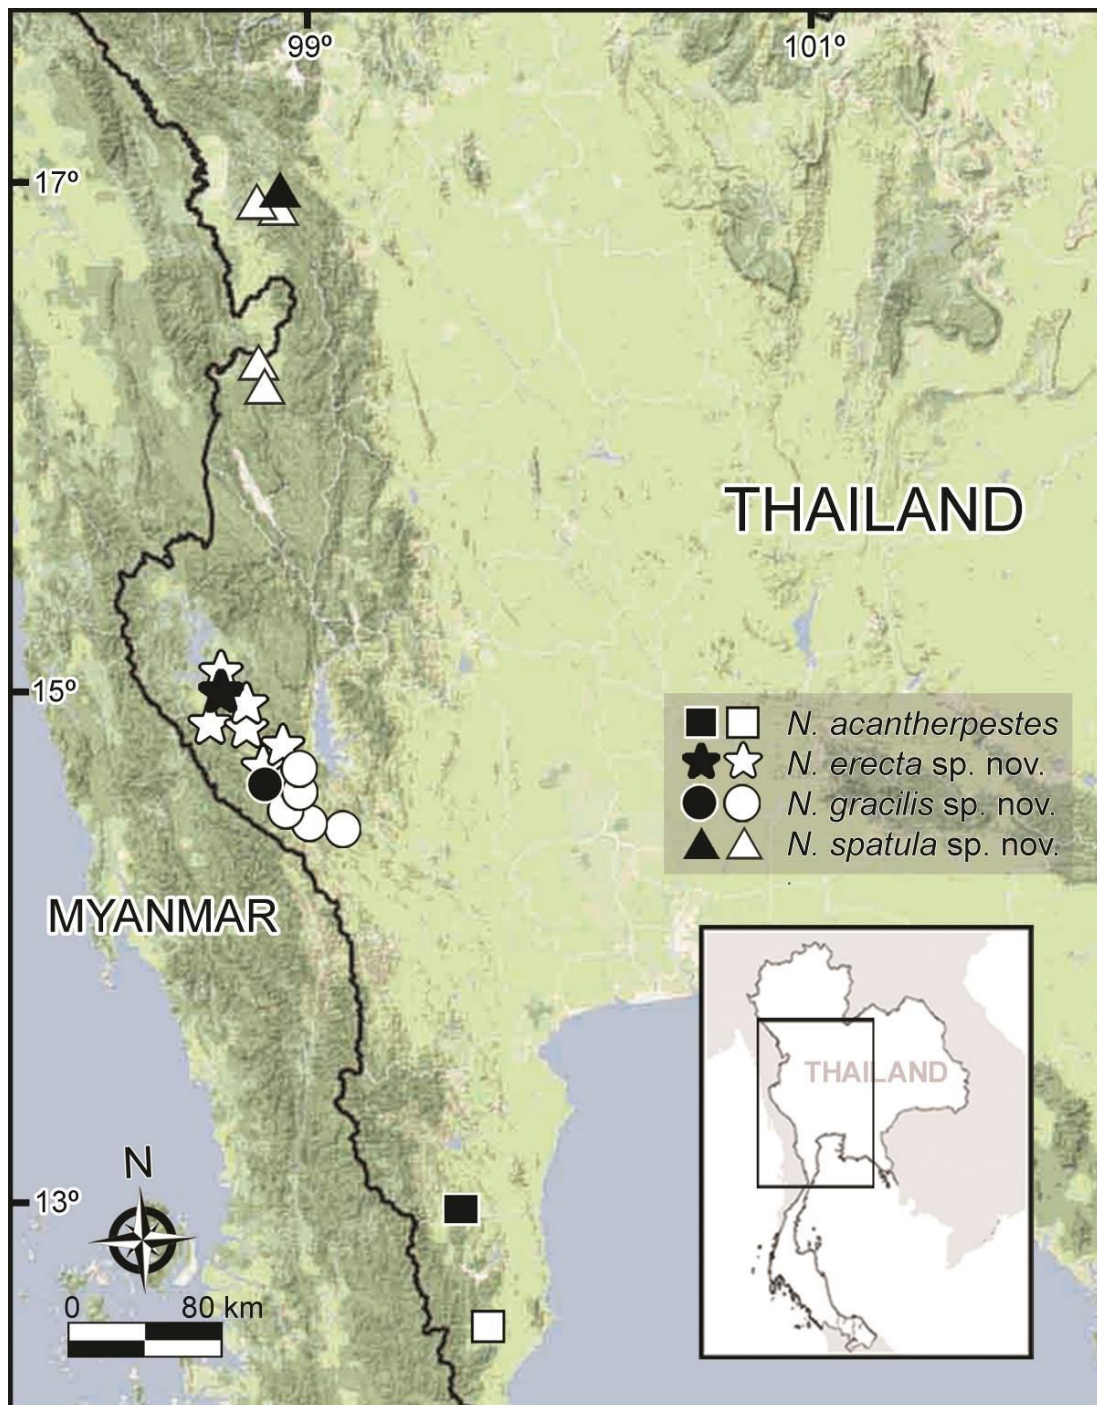 99º
101º
17º
THAILAND
15º
N. acantherpestes
N. erecta sp. nov.
N. gracilis sp. nov.
N. spatula sp. nov.
MYANMAR
THAILAND
N
13º
0 80 km